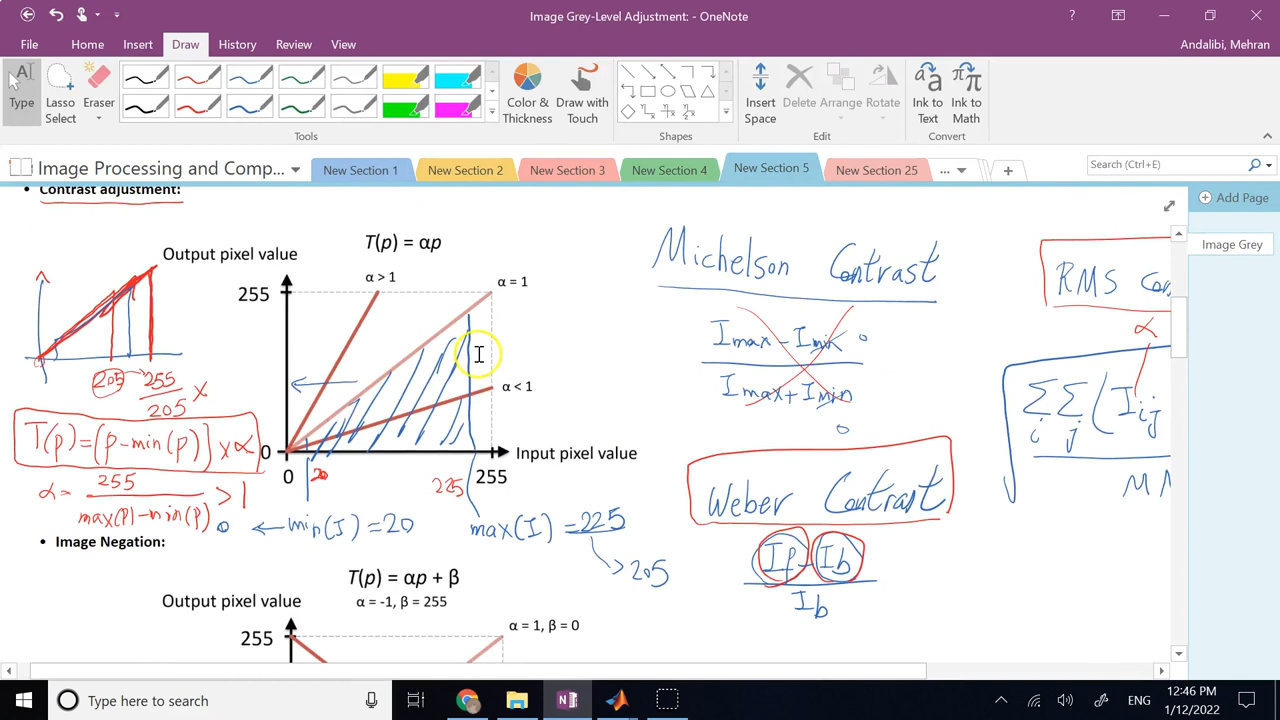 Image Grey-Level Adjustment: - OneNote
?
File Home Insert Draw History Review View
Andalibi, Mehran
A
Type
Lasso Select
Eraser
Color & Thickness
Draw with Touch
Insert Space
Delete
Arrange
Rotate
Ink to Text
Ink to Math
Tools
Shapes
Edit
Convert
Image Processing and Comp...
New Section 1
New Section 2
New Section 3
New Section 4
New Section 5
New Section 25
...
Search (Ctrl+E)
Add Page
Image Grey
• Contrast adjustment:
T(p) = αp
Output pixel value
α > 1
α = 1
255
α < 1
0
Input pixel value
0
20
225
255
205 → 255
205 ×
T(p) = (p-min(p)) × α
α = 255 > 1
max(p)-min(p)
0 ← min(I) = 20
max(I) = 225
→ 205
Michelson Contrast
Imax - Imin 0
Imax + Imin
0
Weber Contrast
Ip - Ib
Ib
RMS co
α
Σ Σ ( Iij
i j
MN
• Image Negation:
T(p) = αp + β
Output pixel value
α = -1, β = 255
α = 1, β = 0
255
Type here to search
ENG
12:46 PM
1/12/2022